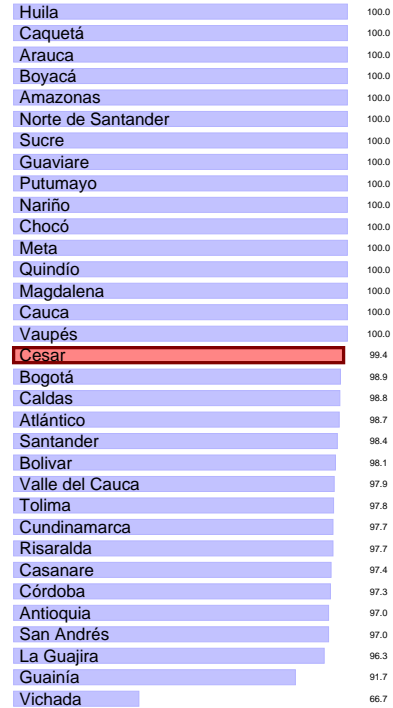 Huila 100.0
Caquetá 100.0
Arauca 100.0
Boyacá 100.0
Amazonas 100.0
Norte de Santander 100.0
Sucre 100.0
Guaviare 100.0
Putumayo 100.0
Nariño 100.0
Chocó 100.0
Meta 100.0
Quindío 100.0
Magdalena 100.0
Cauca 100.0
Vaupés 100.0
Cesar 99.4
Bogotá 98.9
Caldas 98.8
Atlántico 98.7
Santander 98.4
Bolivar 98.1
Valle del Cauca 97.9
Tolima 97.8
Cundinamarca 97.7
Risaralda 97.7
Casanare 97.4
Córdoba 97.3
Antioquia 97.0
San Andrés 97.0
La Guajira 96.3
Guainía 91.7
Vichada 66.7